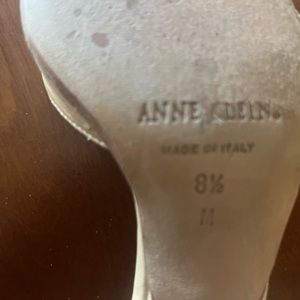 ANNE KLEIN®
MADE IN ITALY
8½
M